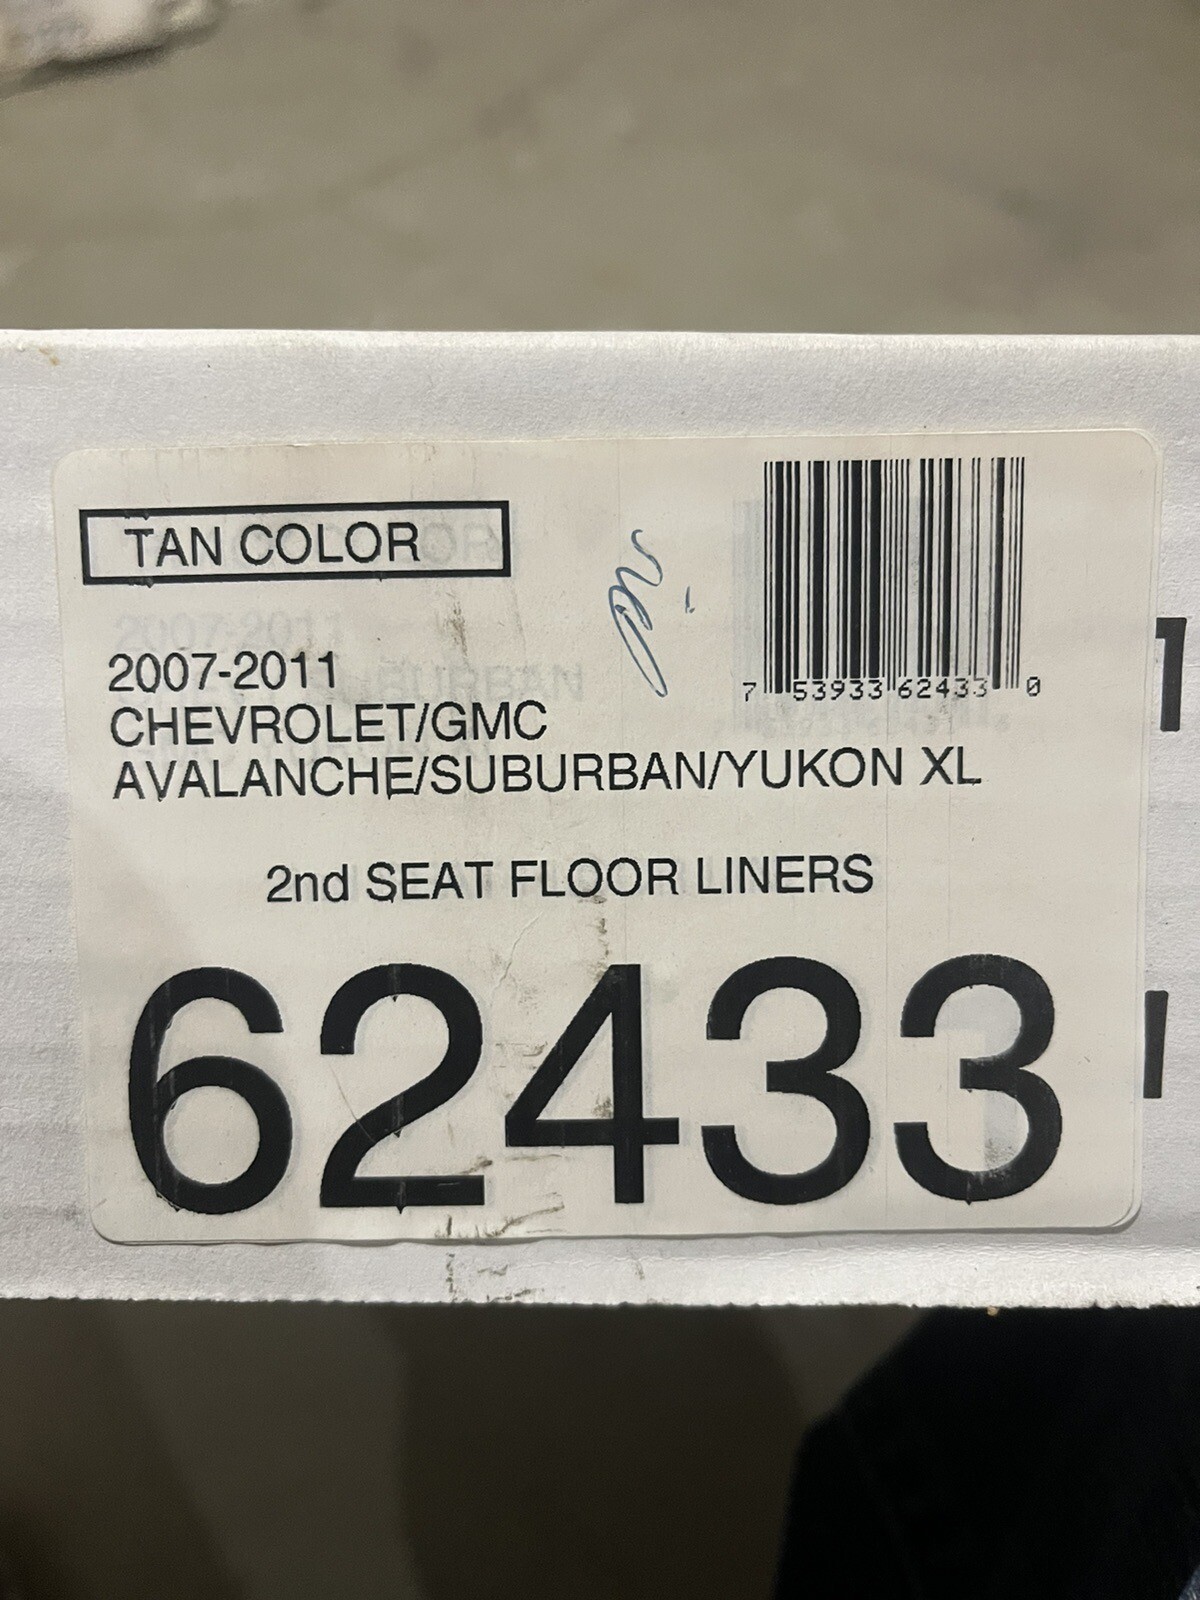 TAN COLOR
2007-2011
CHEVROLET/GMC
AVALANCHE/SUBURBAN/YUKON XL
7 53933 62433 0
2nd SEAT FLOOR LINERS
62433